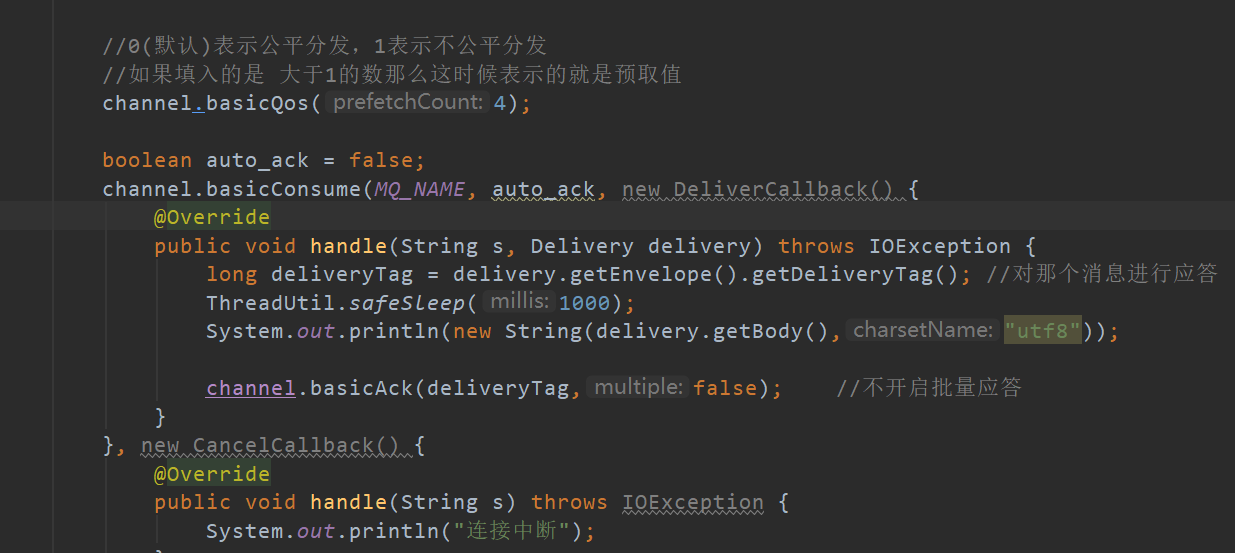 //0(默认)表示公平分发，1表示不公平分发
//如果填入的是 大于1的数那么这时候表示的就是预取值
channel.basicQos( prefetchCount: 4);
boolean auto_ack = false;
channel.basicConsume(MQ_NAME, auto_ack, new DeliverCallback() {
@Override
public void handle(String s, Delivery delivery) throws IOException {
long deliveryTag = delivery.getEnvelope().getDeliveryTag(); //对那个消息进行应答
ThreadUtil.safeSleep( millis: 1000);
System.out.println(new String(delivery.getBody(), charsetName: "utf8"));
channel.basicAck(deliveryTag, multiple: false); //不开启批量应答
}
}, new CancelCallback() {
@Override
public void handle(String s) throws IOException {
System.out.println("连接中断");